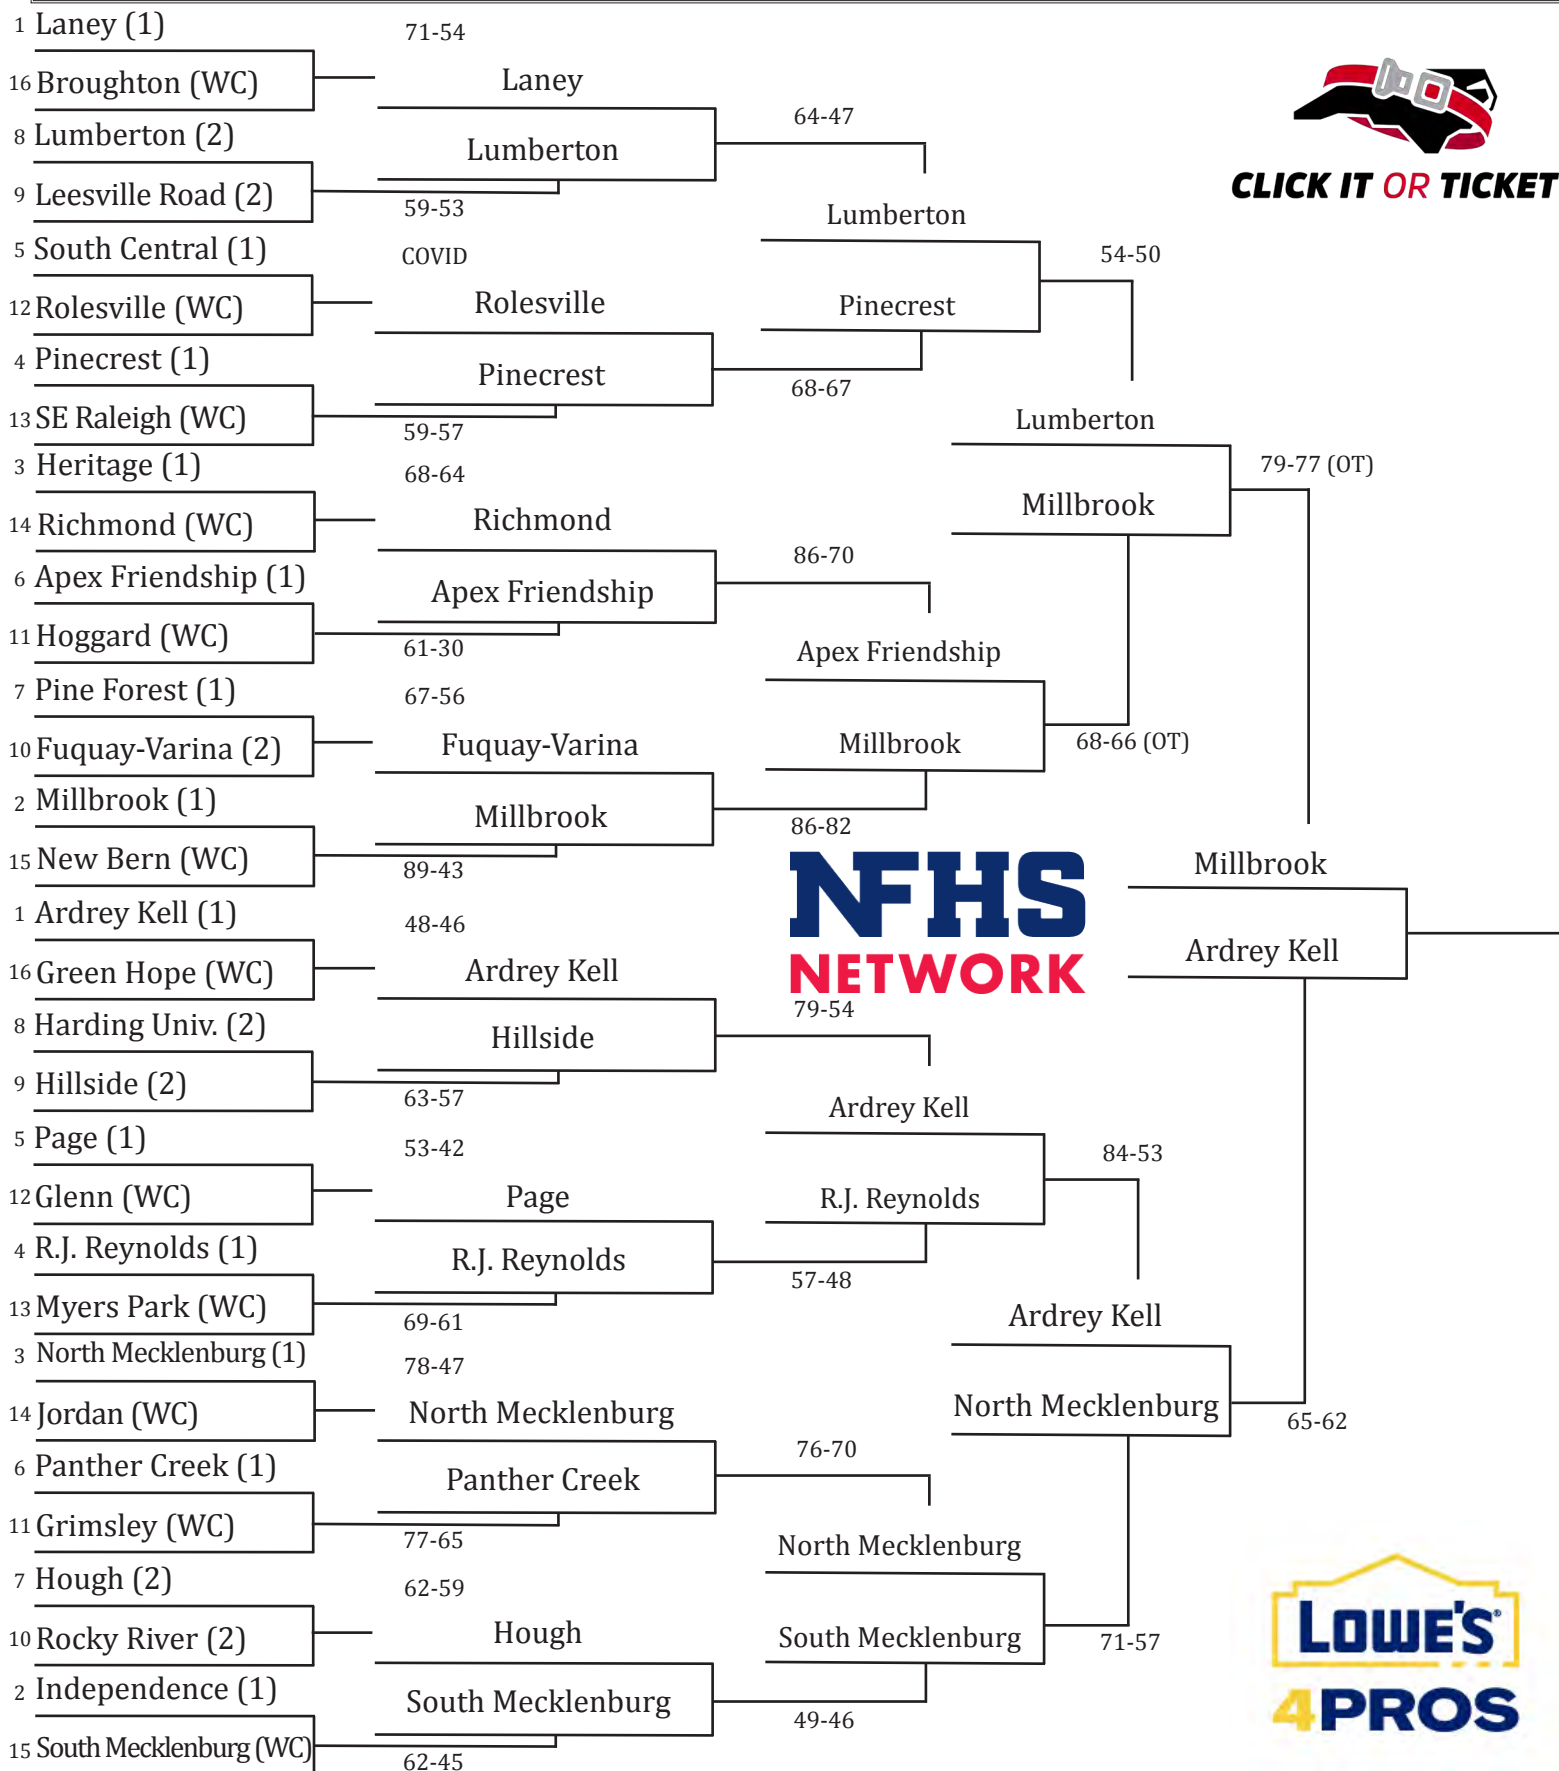 1 Laney (1)
71-54
16 Broughton (WC)
Laney
8 Lumberton (2)
64-47
Lumberton
9 Leesville Road (2)
59-53
CLICK IT OR TICKET
Lumberton
5 South Central (1)
COVID
54-50
12 Rolesville (WC)
Rolesville
Pinecrest
4 Pinecrest (1)
Pinecrest
68-67
13 SE Raleigh (WC)
59-57
Lumberton
3 Heritage (1)
68-64
79-77 (OT)
14 Richmond (WC)
Richmond
Millbrook
86-70
6 Apex Friendship (1)
Apex Friendship
11 Hoggard (WC)
61-30
Apex Friendship
7 Pine Forest (1)
67-56
10 Fuquay-Varina (2)
Fuquay-Varina
Millbrook
68-66 (OT)
2 Millbrook (1)
Millbrook
86-82
15 New Bern (WC)
89-43
Millbrook
1 Ardrey Kell (1)
48-46
NFHS
NETWORK
Ardrey Kell
16 Green Hope (WC)
Ardrey Kell
79-54
8 Harding Univ. (2)
Hillside
9 Hillside (2)
63-57
Ardrey Kell
5 Page (1)
53-42
84-53
12 Glenn (WC)
Page
R.J. Reynolds
4 R.J. Reynolds (1)
R.J. Reynolds
57-48
13 Myers Park (WC)
69-61
Ardrey Kell
3 North Mecklenburg (1)
78-47
14 Jordan (WC)
North Mecklenburg
North Mecklenburg
65-62
76-70
6 Panther Creek (1)
Panther Creek
11 Grimsley (WC)
77-65
North Mecklenburg
7 Hough (2)
62-59
10 Rocky River (2)
Hough
South Mecklenburg
71-57
2 Independence (1)
South Mecklenburg
49-46
15 South Mecklenburg (WC)
62-45
LOWE'S®
4PROS